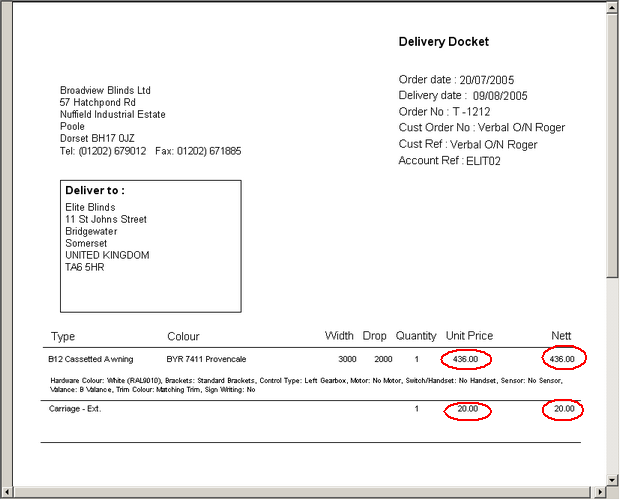 Delivery Docket
Order date : 20/07/2005
Delivery date : 09/08/2005
Order No : T -1212
Cust Order No : Verbal O/N Roger
Cust Ref : Verbal O/N Roger
Account Ref : ELIT02
Broadview Blinds Ltd
57 Hatchpond Rd
Nuffield Industrial Estate
Poole
Dorset BH17 0JZ
Tel: (01202) 679012 Fax: 01202) 671885
Deliver to :
Elite Blinds
11 St Johns Street
Bridgewater
Somerset
UNITED KINGDOM
TA6 5HR
Type Colour Width Drop Quantity Unit Price Nett
B12 Cassetted Awning BYR 7411 Provencale 3000 2000 1 436.00 436.00
Hardware Colour: White (RAL9010), Brackets: Standard Brackets, Control Type: Left Gearbox, Motor: No Motor, Switch/Handset: No Handset, Sensor: No Sensor,
Valance: B Valance, Trim Colour: Matching Trim, Sign Writing: No
Carriage - Ext. 1 20.00 20.00